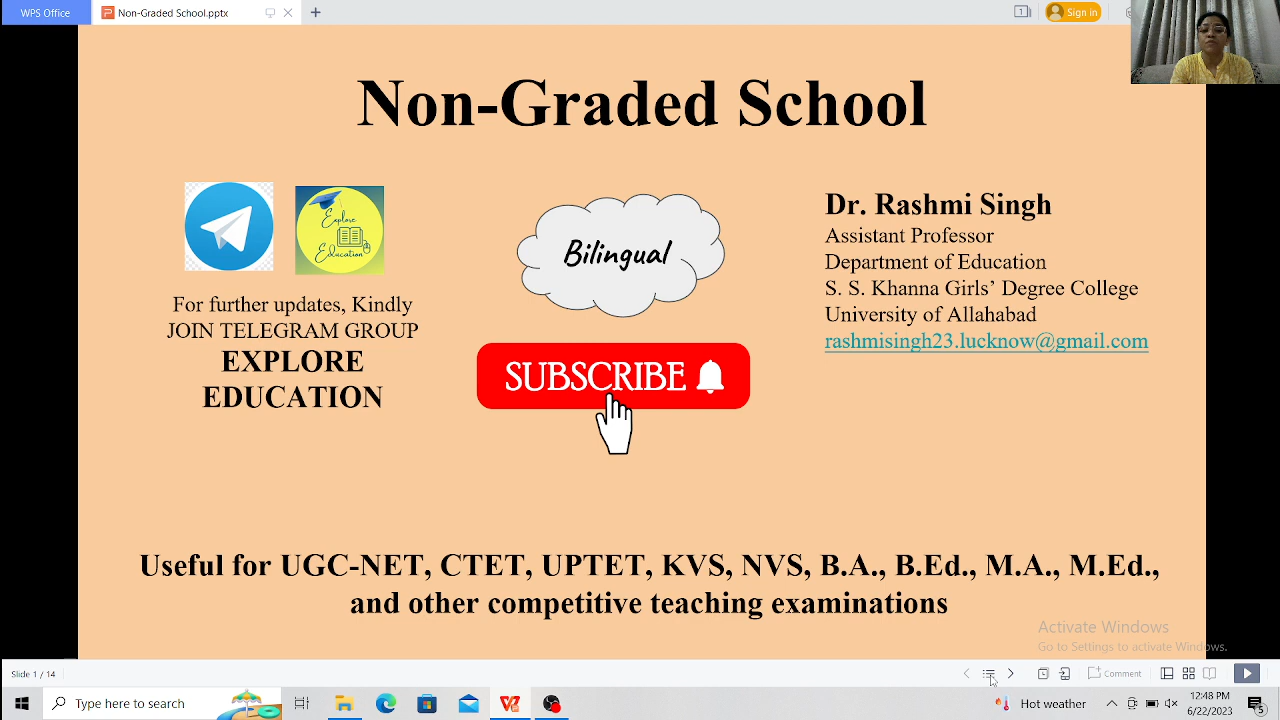 WPS Office
Non-Graded School.pptx
1
Sign in
Non-Graded School
Explore
Education
For further updates, Kindly
JOIN TELEGRAM GROUP
EXPLORE
EDUCATION
Bilingual
SUBSCRIBE
Dr. Rashmi Singh
Assistant Professor
Department of Education
S. S. Khanna Girls’ Degree College
University of Allahabad
rashmisingh23.lucknow@gmail.com
Useful for UGC-NET, CTET, UPTET, KVS, NVS, B.A., B.Ed., M.A., M.Ed.,
and other competitive teaching examinations
Activate Windows
Go to Settings to activate Windows.
Slide 1 / 14
Comment
Type here to search
Hot weather
12:48 PM
6/22/2023
5